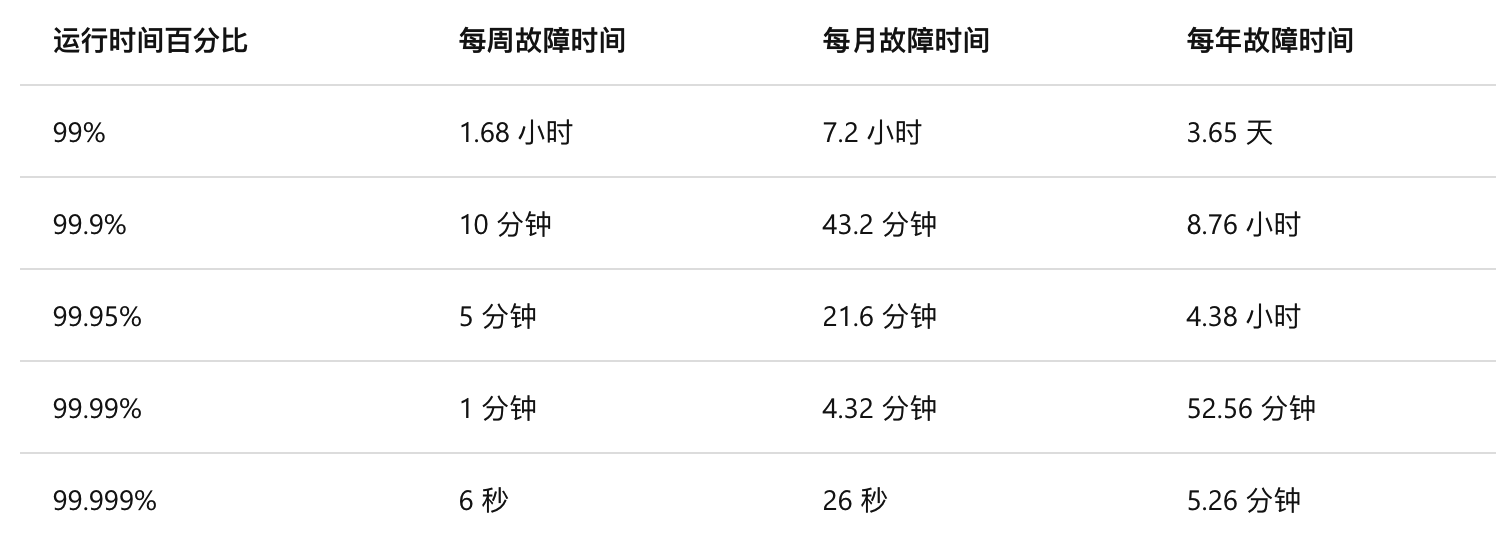 运行时间百分比 每周故障时间 每月故障时间 每年故障时间
99% 1.68 小时 7.2 小时 3.65 天
99.9% 10 分钟 43.2 分钟 8.76 小时
99.95% 5 分钟 21.6 分钟 4.38 小时
99.99% 1 分钟 4.32 分钟 52.56 分钟
99.999% 6 秒 26 秒 5.26 分钟